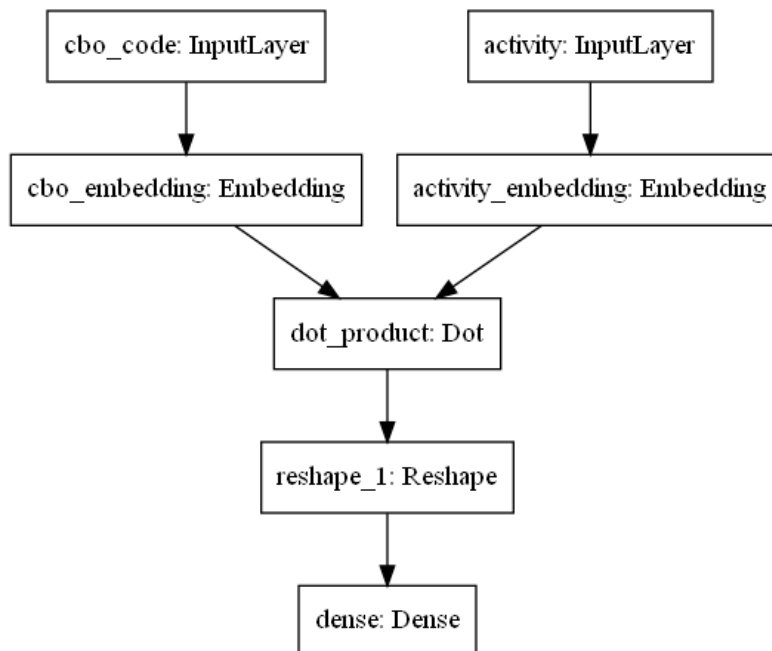 cbo_code: InputLayer
activity: InputLayer
cbo_embedding: Embedding
activity_embedding: Embedding
dot_product: Dot
reshape_1: Reshape
dense: Dense